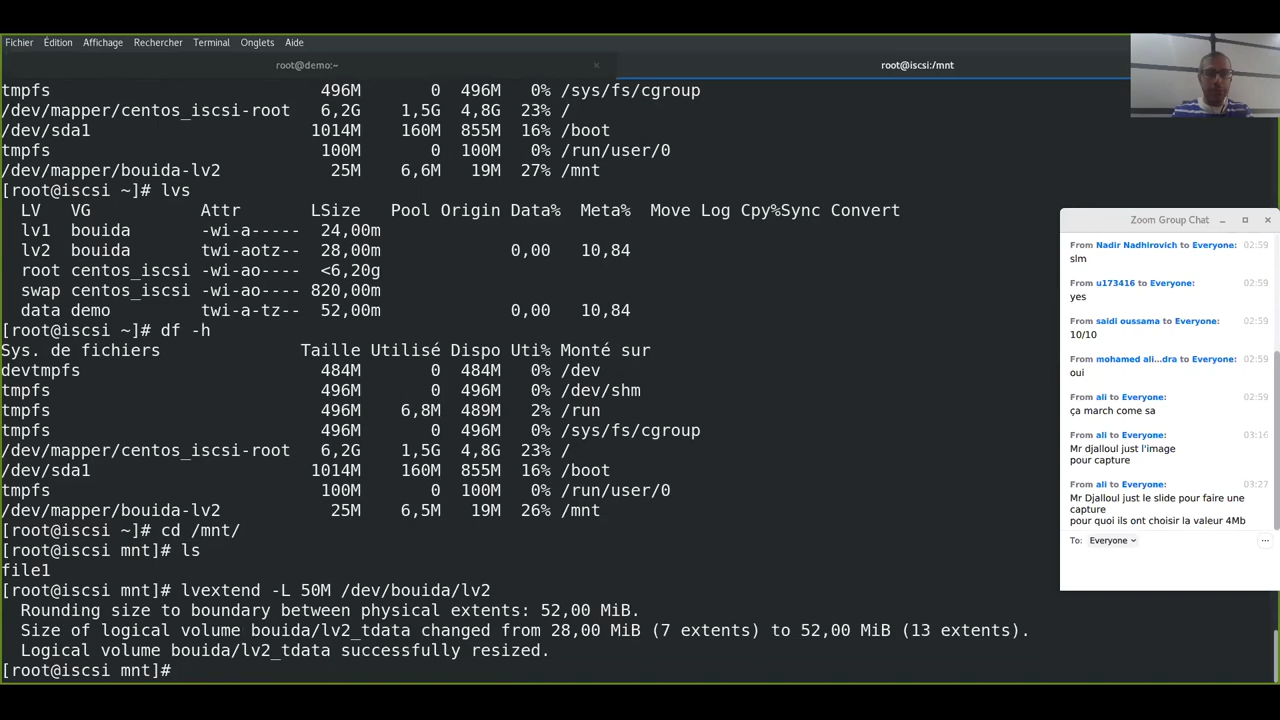 Fichier Édition Affichage Rechercher Terminal Onglets Aide
root@demo:~ × root@iscsi:/mnt
tmpfs 496M 0 496M 0% /sys/fs/cgroup
/dev/mapper/centos_iscsi-root 6,2G 1,5G 4,8G 23% /
/dev/sda1 1014M 160M 855M 16% /boot
tmpfs 100M 0 100M 0% /run/user/0
/dev/mapper/bouida-lv2 25M 6,6M 19M 27% /mnt
[root@iscsi ~]# lvs
LV VG Attr LSize Pool Origin Data% Meta% Move Log Cpy%Sync Convert
lv1 bouida -wi-a----- 24,00m
lv2 bouida twi-aotz-- 28,00m 0,00 10,84
root centos_iscsi -wi-ao---- <6,20g
swap centos_iscsi -wi-ao---- 820,00m
data demo twi-a-tz-- 52,00m 0,00 10,84
[root@iscsi ~]# df -h
Sys. de fichiers Taille Utilisé Dispo Uti% Monté sur
devtmpfs 484M 0 484M 0% /dev
tmpfs 496M 0 496M 0% /dev/shm
tmpfs 496M 6,8M 489M 2% /run
tmpfs 496M 0 496M 0% /sys/fs/cgroup
/dev/mapper/centos_iscsi-root 6,2G 1,5G 4,8G 23% /
/dev/sda1 1014M 160M 855M 16% /boot
tmpfs 100M 0 100M 0% /run/user/0
/dev/mapper/bouida-lv2 25M 6,5M 19M 26% /mnt
[root@iscsi ~]# cd /mnt/
[root@iscsi mnt]# ls
file1
[root@iscsi mnt]# lvextend -L 50M /dev/bouida/lv2
Rounding size to boundary between physical extents: 52,00 MiB.
Size of logical volume bouida/lv2_tdata changed from 28,00 MiB (7 extents) to 52,00 MiB (13 extents).
Logical volume bouida/lv2_tdata successfully resized.
[root@iscsi mnt]#
Zoom Group Chat
From Nadir Nadhirovich to Everyone: 02:59
slm
From u173416 to Everyone: 02:59
yes
From saidi oussama to Everyone: 02:59
10/10
From mohamed ali...dra to Everyone: 02:59
oui
From ali to Everyone: 02:59
ça march come sa
From ali to Everyone: 03:16
Mr djalloul just l'image
pour capture
From ali to Everyone: 03:27
Mr Djalloul just le slide pour faire une
capture
pour quoi ils ont choisir la valeur 4Mb
To: Everyone ...